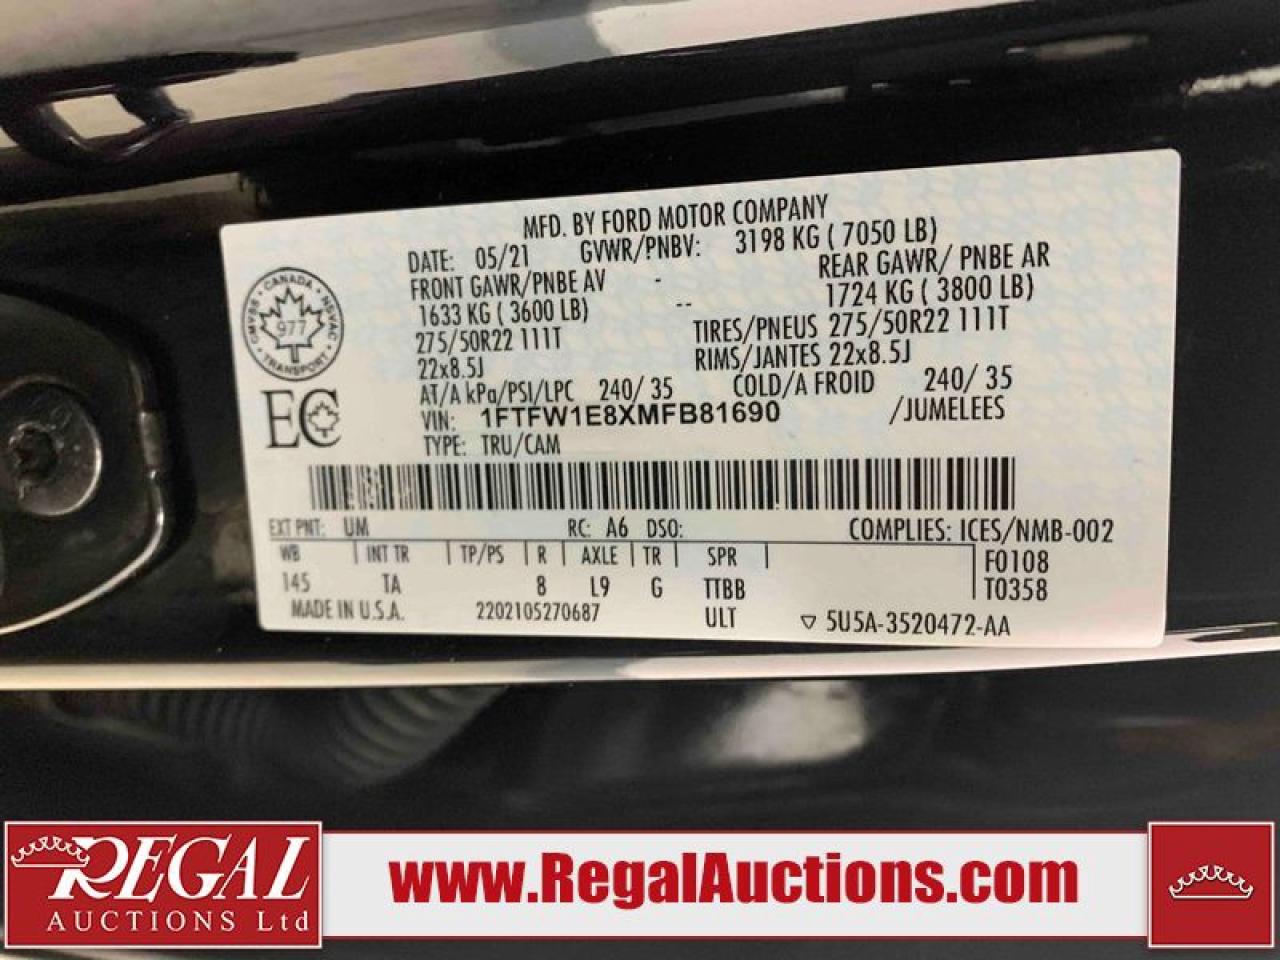 MFD. BY FORD MOTOR COMPANY
DATE: 05/21 GVWR/PNBV: 3198 KG ( 7050 LB)
FRONT GAWR/PNBE AV - REAR GAWR/ PNBE AR
1633 KG ( 3600 LB) -- 1724 KG ( 3800 LB)
275/50R22 111T TIRES/PNEUS 275/50R22 111T
22x8.5J RIMS/JANTES 22x8.5J
AT/A kPa/PSI/LPC 240/ 35 COLD/A FROID 240/ 35
VIN: 1FTFW1E8XMFB81690 /JUMELEES
TYPE: TRU/CAM
CANADA
CMVSS NSVAC
977
TRANSPORT
EC
EXT PNT: UM RC: A6 DSO: COMPLIES: ICES/NMB-002
WB INT TR TP/PS R AXLE TR SPR F0108
145 TA 8 L9 G TTBB T0358
MADE IN U.S.A. 2202105270687 ULT ▽ 5U5A-3520472-AA
REGAL
AUCTIONS Ltd
www.RegalAuctions.com